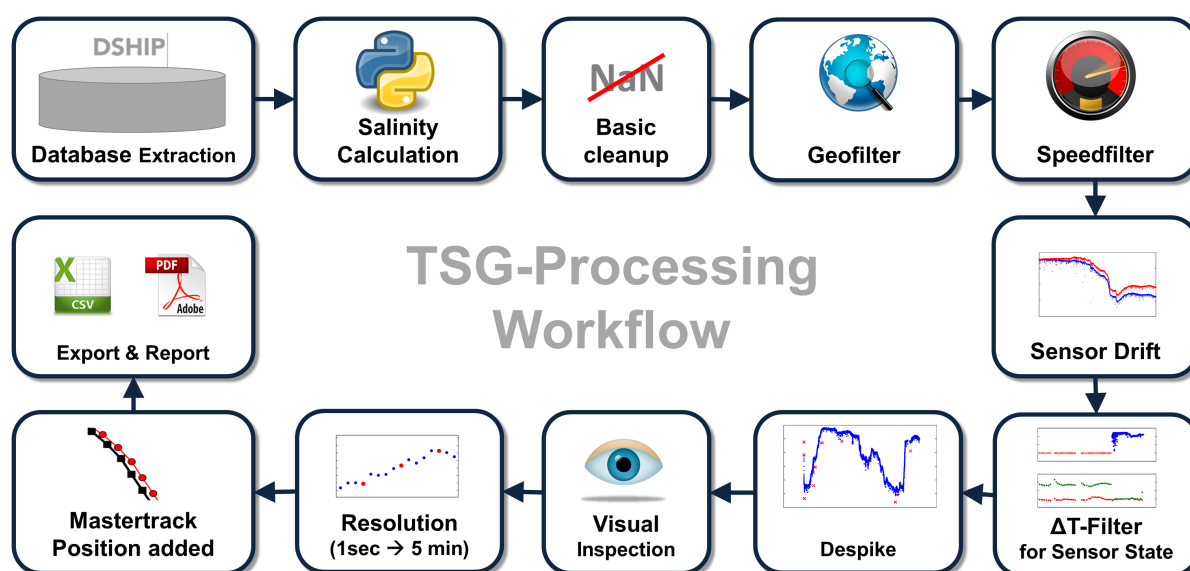 DSHIP
Database Extraction
Salinity
Calculation
NaN
Basic
cleanup
Geofilter
Speedfilter
TSG-Processing
Workflow
X
CSV
PDF
Adobe
Export & Report
Sensor Drift
Mastertrack
Position added
Resolution
(1sec → 5 min)
Visual
Inspection
Despike
ΔT-Filter
for Sensor State